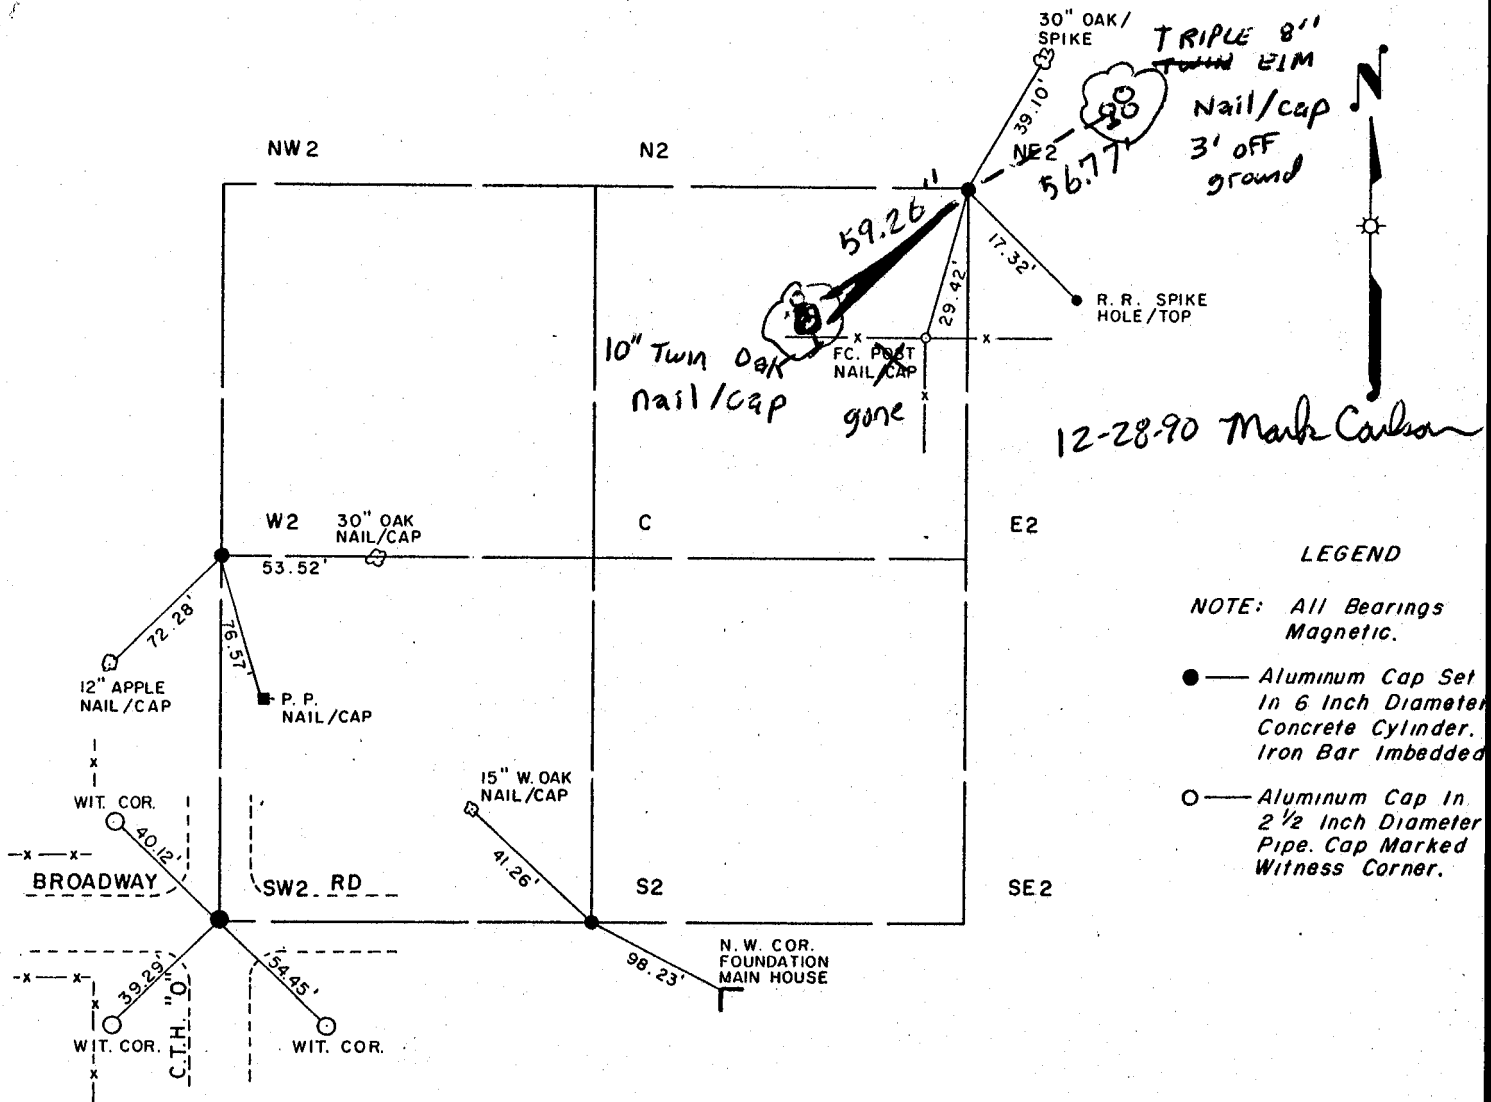 30" OAK/
SPIKE
TRIPLE 8"
TWIN ELM
Nail/cap
3' OFF
ground
N
39.10'
NW2
N2
NE2
56.77'
59.26'
17.32'
29.42'
R. R. SPIKE
HOLE/TOP
10" Twin Oak
nail/cap
FC. POST
NAIL/CAP
gone
12-28-90 Mark Carlson
W2
30" OAK
NAIL/CAP
C
E2
53.52'
72.28'
76.57'
12" APPLE
NAIL/CAP
P. P.
NAIL/CAP
LEGEND
NOTE: All Bearings
Magnetic.
Aluminum Cap Set
In 6 Inch Diameter
Concrete Cylinder.
Iron Bar Imbedded
Aluminum Cap In
2 1/2 Inch Diameter
Pipe. Cap Marked
Witness Corner.
15" W. OAK
NAIL/CAP
WIT. COR.
40.12'
41.26'
BROADWAY
SW2 RD
S2
SE2
N. W. COR.
FOUNDATION
MAIN HOUSE
98.23'
39.29'
54.45'
C.T.H. "O"
WIT. COR.
WIT. COR.